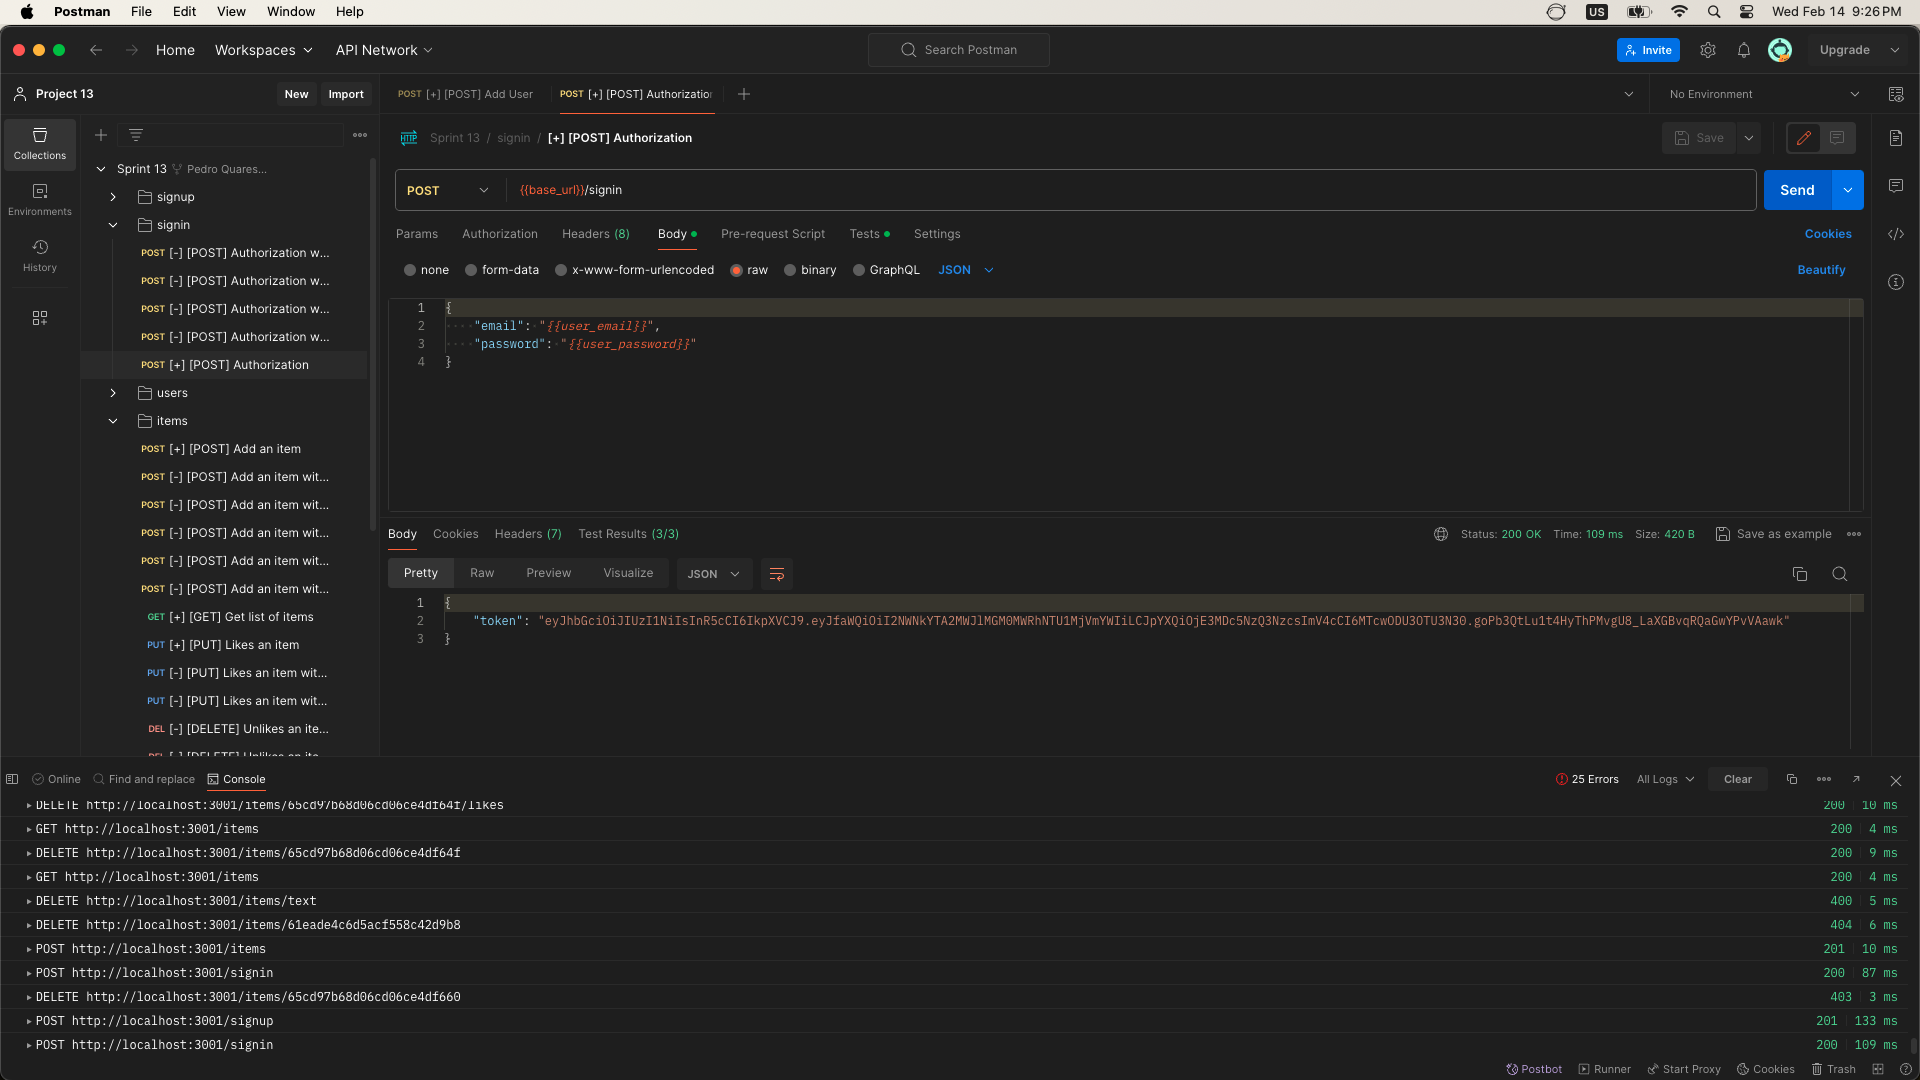 Postman File Edit View Window Help US Wed Feb 14 9:26 PM
Home Workspaces API Network Search Postman Invite Upgrade
Project 13 New Import
POST [+] [POST] Add User POST [+] [POST] Authorization No Environment
Collections
Environments
History
Sprint 13 Pedro Quares...
signup
signin
POST [-] [POST] Authorization w...
POST [-] [POST] Authorization w...
POST [-] [POST] Authorization w...
POST [-] [POST] Authorization w...
POST [+] [POST] Authorization
users
items
POST [+] [POST] Add an item
POST [-] [POST] Add an item wit...
POST [-] [POST] Add an item wit...
POST [-] [POST] Add an item wit...
POST [-] [POST] Add an item wit...
POST [-] [POST] Add an item wit...
GET [+] [GET] Get list of items
PUT [+] [PUT] Likes an item
PUT [-] [PUT] Likes an item wit...
PUT [-] [PUT] Likes an item wit...
DEL [-] [DELETE] Unlikes an ite...
DEL [-] [DELETE] Unlikes an ite...
HTTP Sprint 13 / signin / [+] [POST] Authorization Save
POST {{base_url}}/signin Send
Params Authorization Headers (8) Body Pre-request Script Tests Settings Cookies
none form-data x-www-form-urlencoded raw binary GraphQL JSON Beautify
1 {
2 "email": "{{user_email}}",
3 "password": "{{user_password}}"
4 }
Body Cookies Headers (7) Test Results (3/3) Status: 200 OK Time: 109 ms Size: 420 B Save as example
Pretty Raw Preview Visualize JSON
1 {
2 "token": "eyJhbGciOiJIUzI1NiIsInR5cCI6IkpXVCJ9.eyJfaWQiOiI2NWNkYTA2MWJlMGM0MWRhNTU1MjVmYWIiLCJpYXQiOjE3MDc5NzQ3NzcsImV4cCI6MTcwODU3OTU3N30.goPb3QtLu1t4HyThPMvgU8_LaXGBvqRQaGwYPvVAawk"
3 }
Online Find and replace Console 25 Errors All Logs Clear
DELETE http://localhost:3001/items/65cd97b68d06cd06ce4df64f/likes 200 10 ms
GET http://localhost:3001/items 200 4 ms
DELETE http://localhost:3001/items/65cd97b68d06cd06ce4df64f 200 9 ms
GET http://localhost:3001/items 200 4 ms
DELETE http://localhost:3001/items/text 400 5 ms
DELETE http://localhost:3001/items/61eade4c6d5acf558c42d9b8 404 6 ms
POST http://localhost:3001/items 201 10 ms
POST http://localhost:3001/signin 200 87 ms
DELETE http://localhost:3001/items/65cd97b68d06cd06ce4df660 403 3 ms
POST http://localhost:3001/signup 201 133 ms
POST http://localhost:3001/signin 200 109 ms
Postbot Runner Start Proxy Cookies Trash